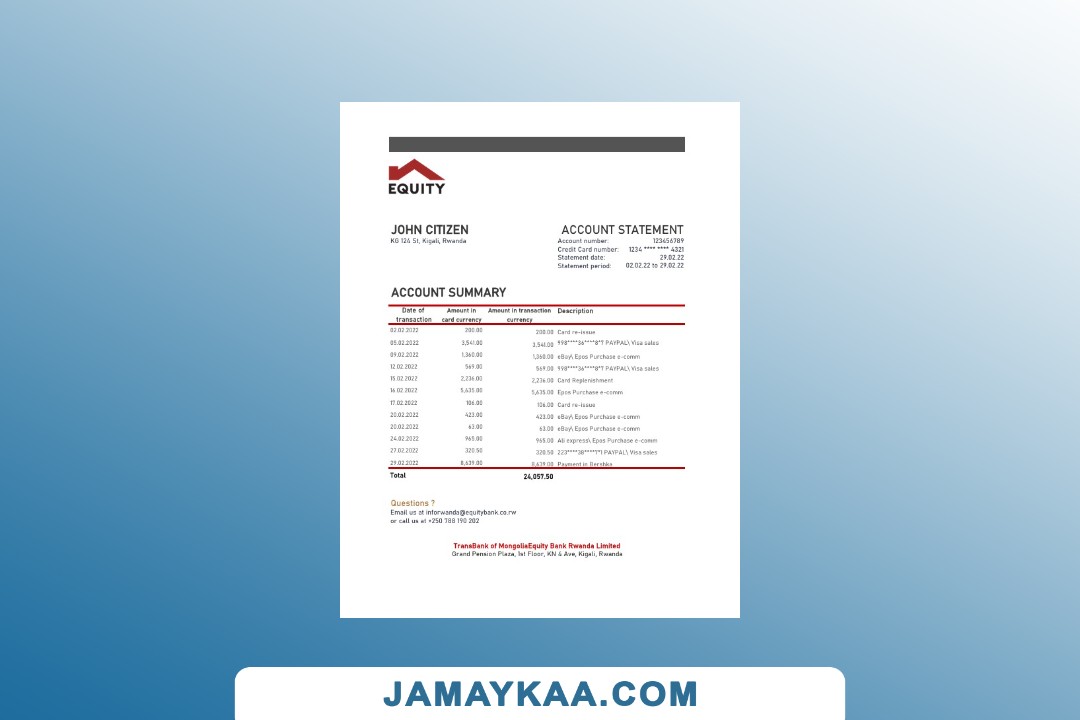 EQUITY
JOHN CITIZEN
KG 124 St, Kigali, Rwanda
ACCOUNT STATEMENT
Account number: 123456789
Credit Card number: 1234 **** **** 4321
Statement date: 29.02.22
Statement period: 02.02.22 to 29.02.22
ACCOUNT SUMMARY
Date of transaction Amount in card currency Amount in transaction currency Description
02.02.2022 200.00 200.00 Card re-issue
05.02.2022 3,541.00 3,541.00 998****36****8*7 PAYPAL\ Visa sales
09.02.2022 1,360.00 1,360.00 eBay\ Epos Purchase e-comm
12.02.2022 569.00 569.00 998****36****8*7 PAYPAL\ Visa sales
15.02.2022 2,236.00 2,236.00 Card Replenishment
16.02.2022 5,635.00 5,635.00 Epos Purchase e-comm
17.02.2022 106.00 106.00 Card re-issue
20.02.2022 423.00 423.00 eBay\ Epos Purchase e-comm
20.02.2022 63.00 63.00 eBay\ Epos Purchase e-comm
24.02.2022 965.00 965.00 Ali express\ Epos Purchase e-comm
27.02.2022 320.50 320.50 223****38****1*1 PAYPAL\ Visa sales
29.02.2022 8,639.00 8,639.00 Payment in Bershka
Total 24,057.50
Questions ?
Email us at inforwanda@equitybank.co.rw
or call us at +250 788 190 202
TransBank of MongoliaEquity Bank Rwanda Limited
Grand Pension Plaza, 1st Floor, KN 4 Ave, Kigali, Rwanda
JAMAYKAA.COM